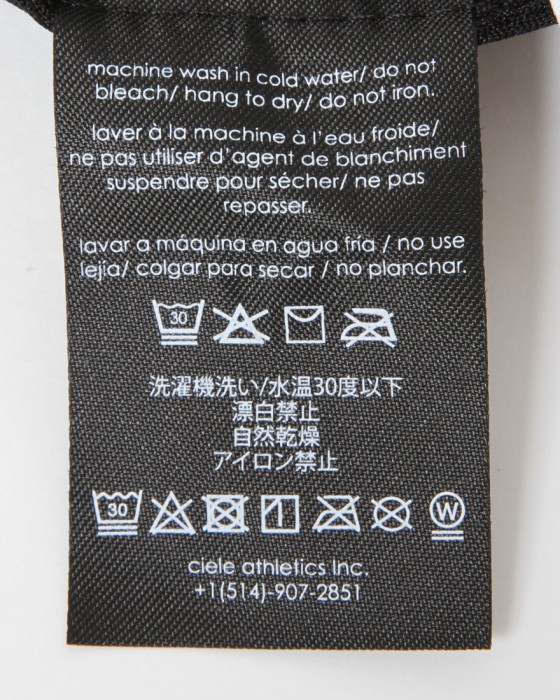 machine wash in cold water/ do not
bleach/ hang to dry/ do not iron.
laver à la machine à l'eau froide/
ne pas utiliser d'agent de blanchiment
suspendre pour sécher/ ne pas
repasser.
lavar a máquina en agua fría / no use
lejia/ colgar para secar / no planchar.
30
洗濯機洗い/水温30度以下
漂白禁止
自然乾燥
アイロン禁止
30 W
ciele athletics Inc.
+1(514)-907-2851